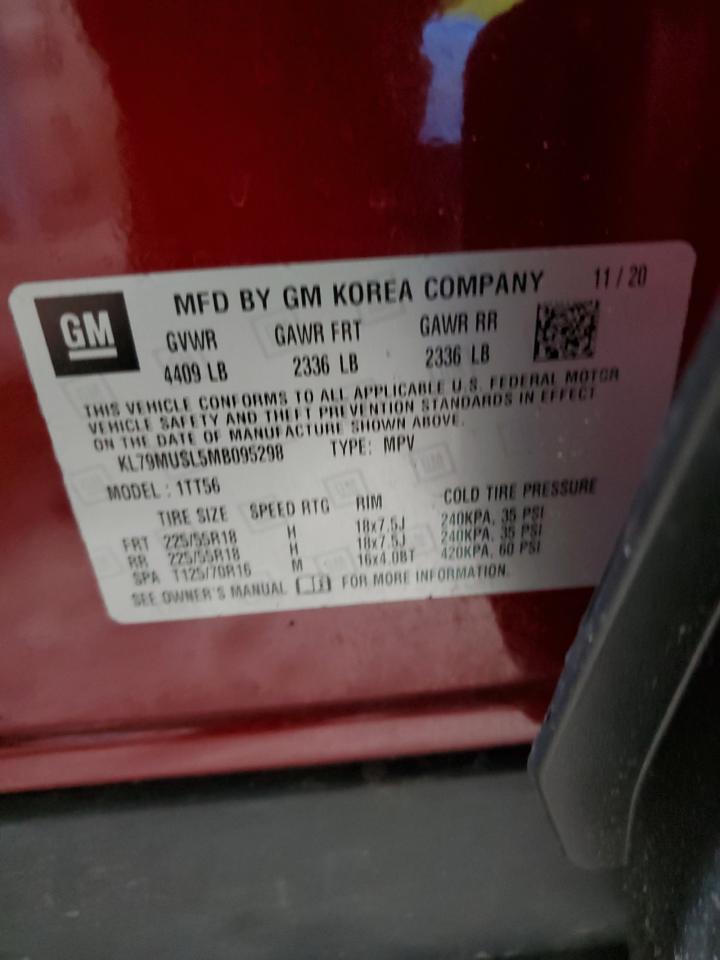 MFD BY GM KOREA COMPANY 11/20
GM
GVWR GAWR FRT GAWR RR
4409 LB 2336 LB 2336 LB
THIS VEHICLE CONFORMS TO ALL APPLICABLE U.S. FEDERAL MOTOR
VEHICLE SAFETY AND THEFT PREVENTION STANDARDS IN EFFECT
ON THE DATE OF MANUFACTURE SHOWN ABOVE.
KL79MUSL5MB095298 TYPE: MPV
MODEL: 1TT56
TIRE SIZE SPEED RTG RIM COLD TIRE PRESSURE
FRT 225/55R18 H 18x7.5J 240KPA, 35 PSI
RR 225/55R18 H 18x7.5J 240KPA, 35 PSI
SPA T125/70R16 M 16x4.0BT 420KPA, 60 PSI
SEE OWNER'S MANUAL FOR MORE INFORMATION.